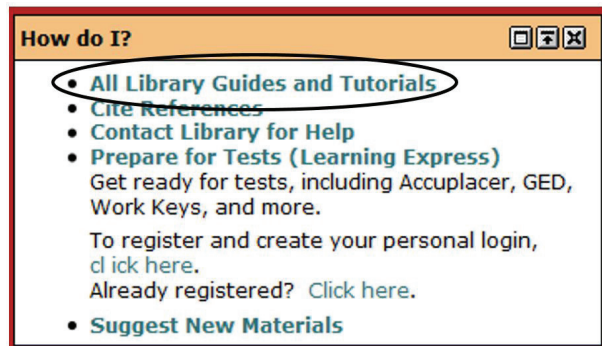 How do I?
All Library Guides and Tutorials
Cite References
Contact Library for Help
Prepare for Tests (Learning Express)
Get ready for tests, including Accuplacer, GED,
Work Keys, and more.
To register and create your personal login,
cl ick here.
Already registered?  Click here.
Suggest New Materials